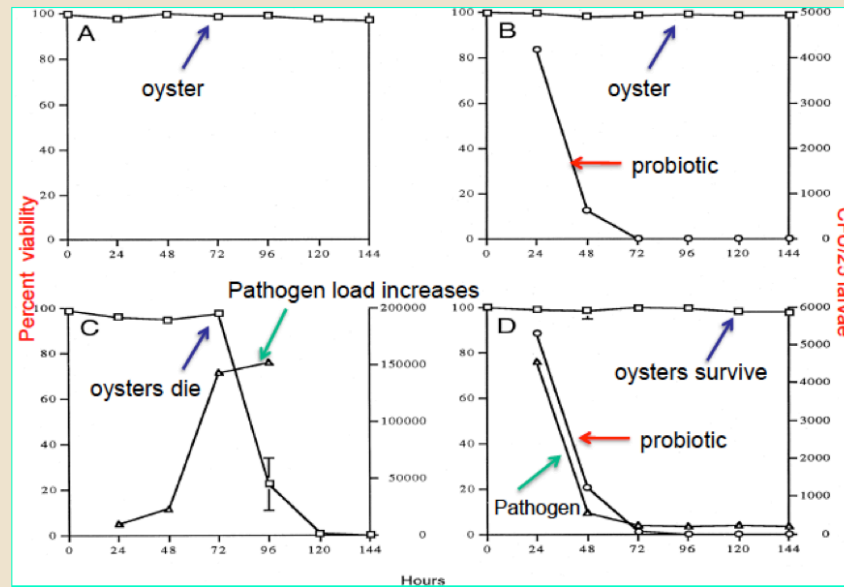 A
oyster
100
80
60
40
20
0
0 24 48 72 96 120 144
B
oyster
probiotic
100
80
60
40
20
0
5000
4000
3000
2000
1000
0
0 24 48 72 96 120 144
Percent viability
Pathogen load increases
C
oysters die
100
80
60
40
20
0
200000
150000
100000
50000
0
0 24 48 72 96 120 144
D
oysters survive
probiotic
Pathogen
100
80
60
40
20
0
6000
5000
4000
3000
2000
1000
0
0 24 48 72 96 120 144
larvae
Hours